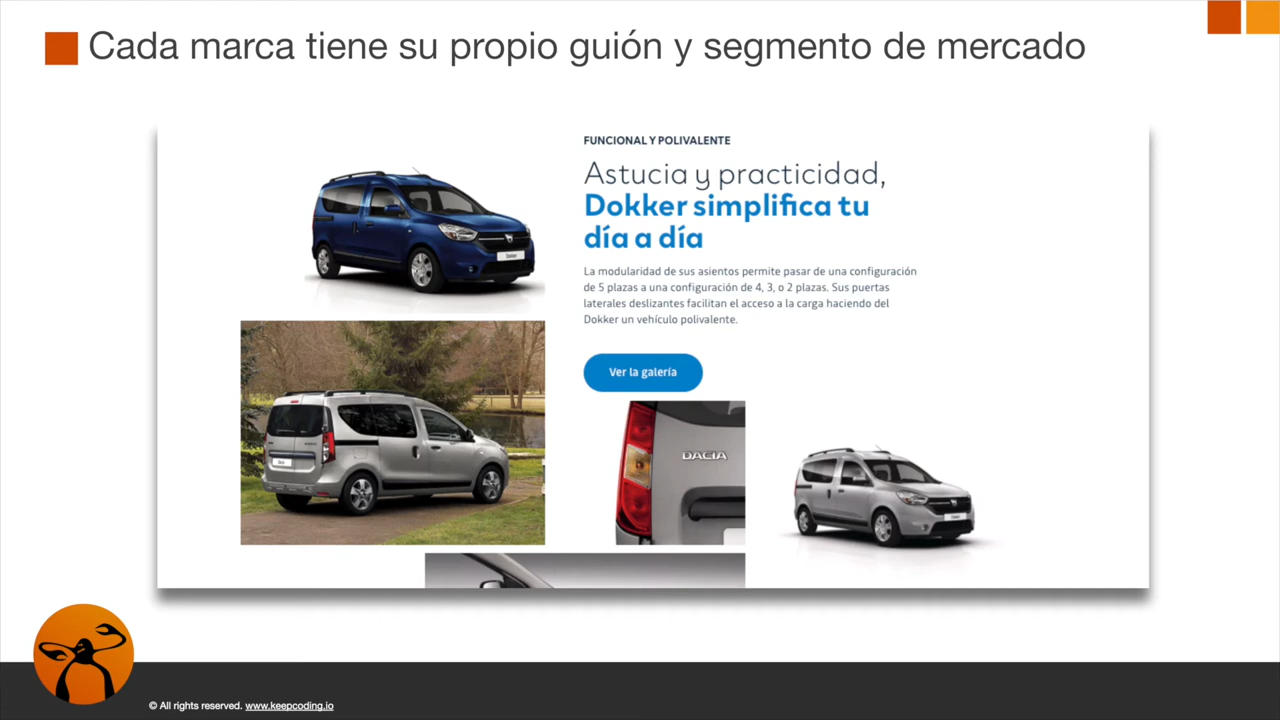 Cada marca tiene su propio guión y segmento de mercado
FUNCIONAL Y POLIVALENTE
Astucia y practicidad,
Dokker simplifica tu
día a día
La modularidad de sus asientos permite pasar de una configuración
de 5 plazas a una configuración de 4, 3, o 2 plazas. Sus puertas
laterales deslizantes facilitan el acceso a la carga haciendo del
Dokker un vehículo polivalente.
Ver la galería
DACIA
© All rights reserved. www.keepcoding.io